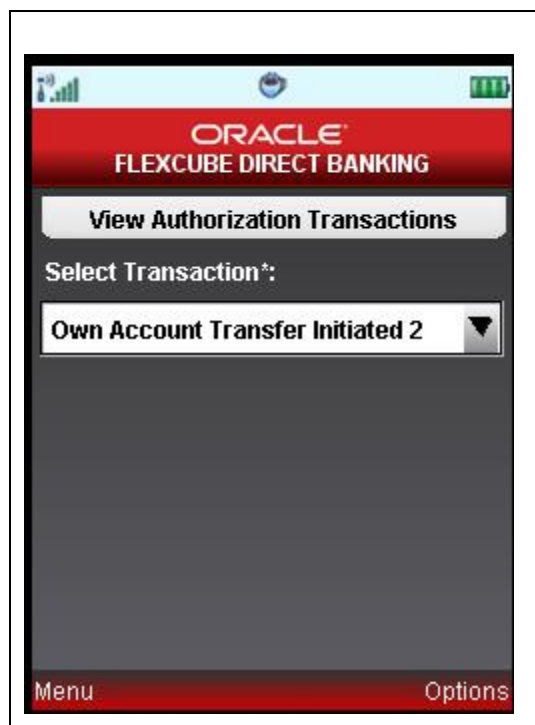 ORACLE
FLEXCUBE DIRECT BANKING
View Authorization Transactions
Select Transaction*:
Own Account Transfer Initiated 2
Menu
Options